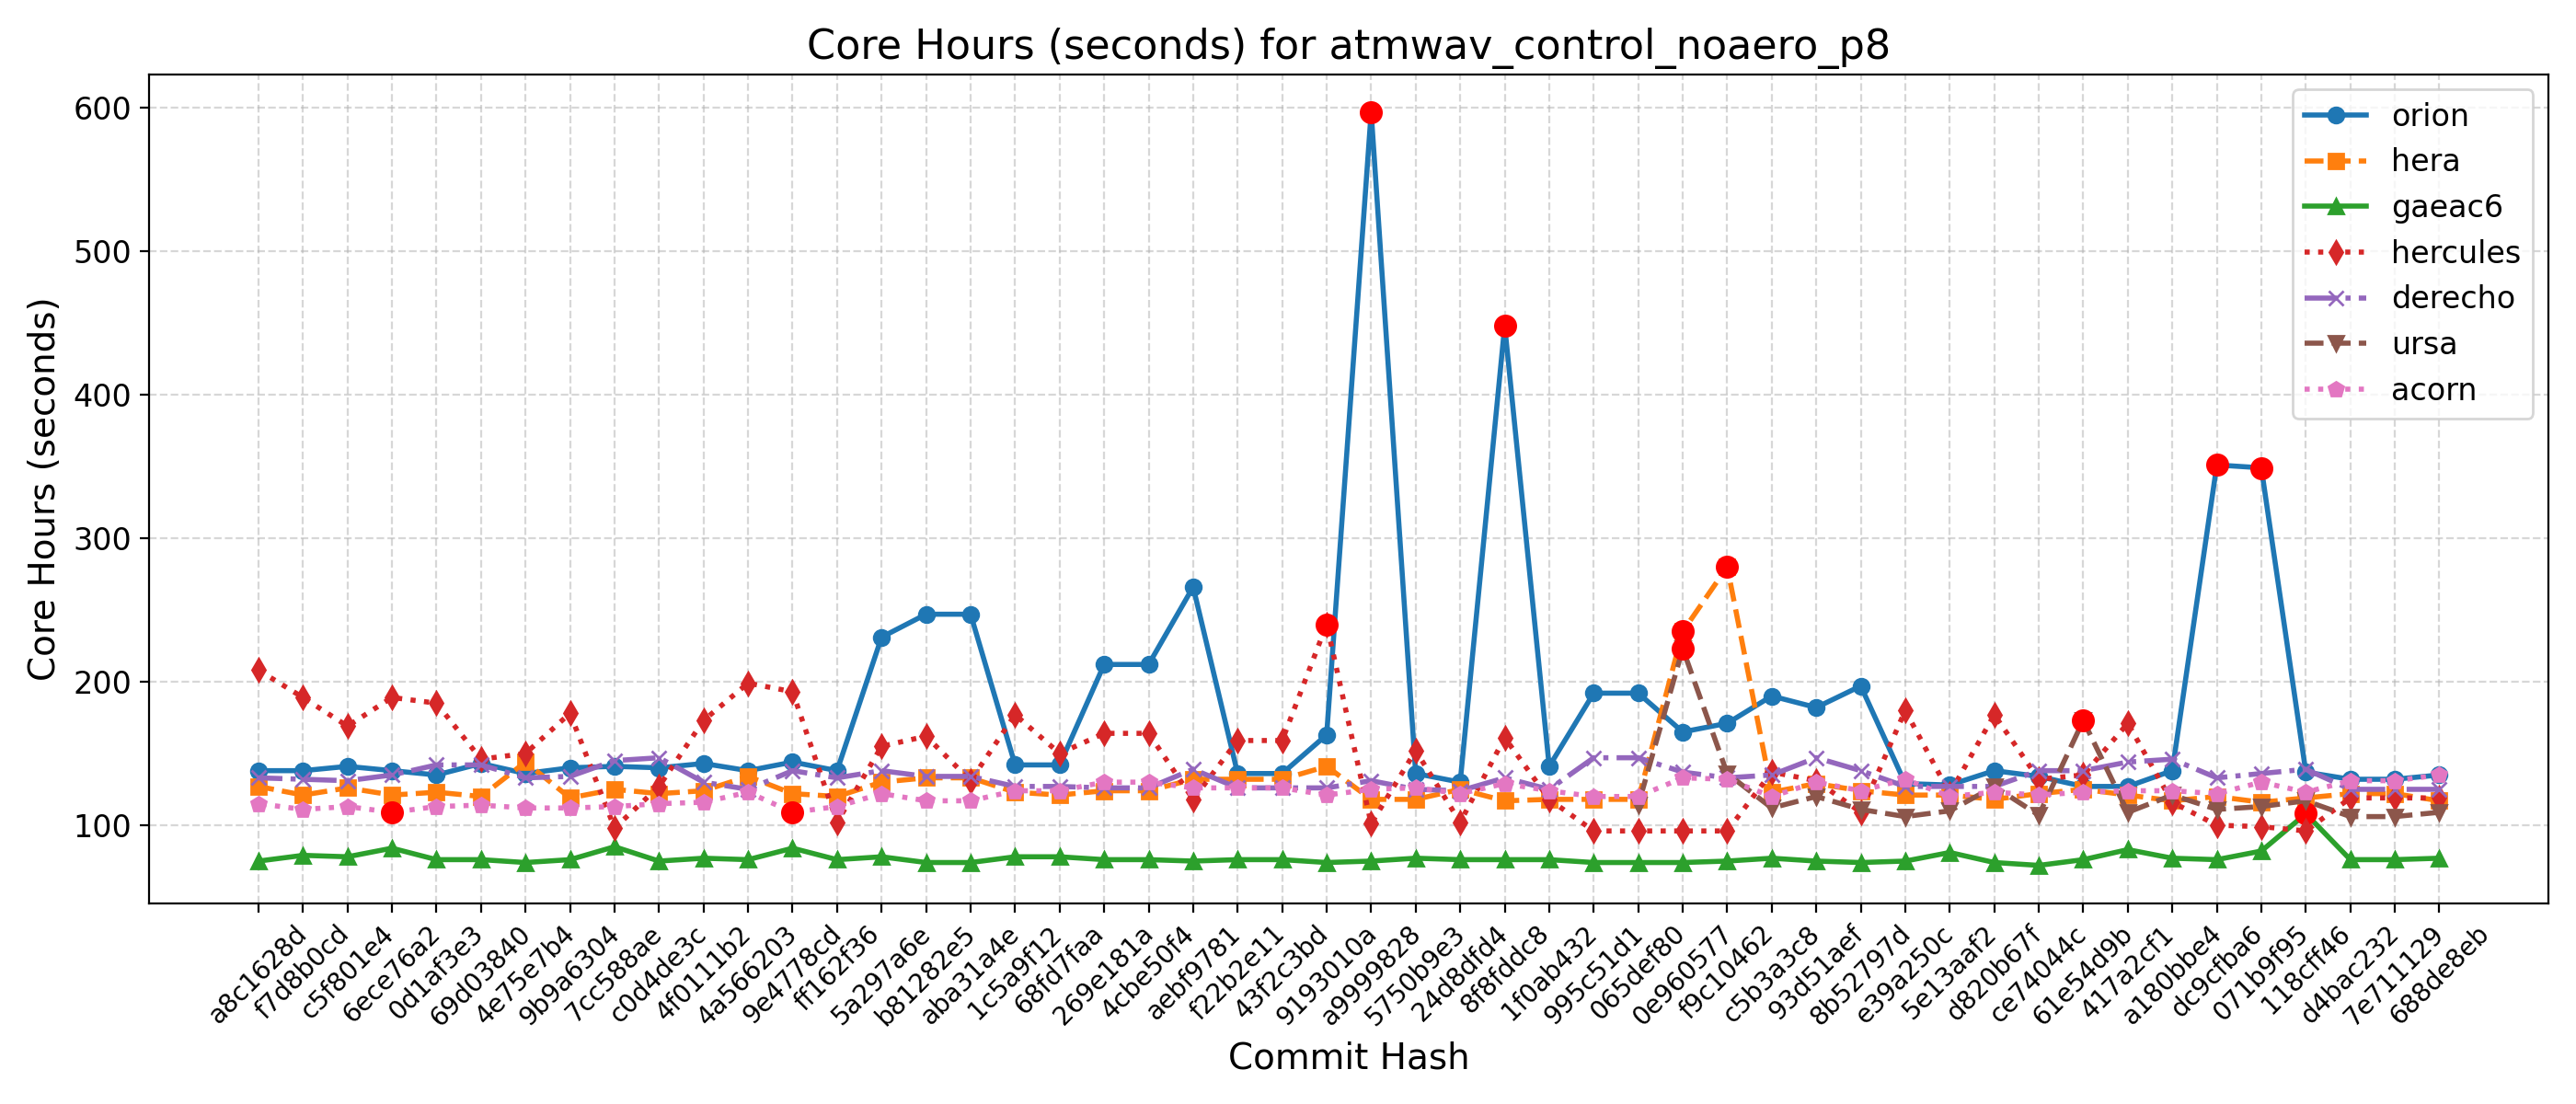 Core Hours (seconds) for atmwav_control_noaero_p8
Core Hours (seconds)
600
500
400
300
200
100
orion
hera
gaeac6
hercules
derecho
ursa
acorn
a8c1628d
f7d8b0cd
c5f801e4
6ece76a2
0d1af3e3
69d03840
4e75e7b4
9b9a6304
7cc588ae
c0d4de3c
4f0111b2
4a566203
9e4778cd
ff162f36
5a297a6e
b81282e5
aba31a4e
1c5a9f12
68fd7faa
269e181a
4cbe50f4
aebf9781
f22b2e11
43f2c3bd
9193010a
a9999828
5750b9e3
24d8dfd4
8f8fddc8
1f0ab432
995c51d1
065def80
0e960577
f9c10462
c5b3a3c8
93d51aef
8b52797d
e39a250c
5e13aaf2
d820b67f
ce74044c
61e54d9b
417a2cf1
a180bbe4
dc9cfba6
071b9f95
118cff46
d4bac232
7e711129
688de8eb
Commit Hash